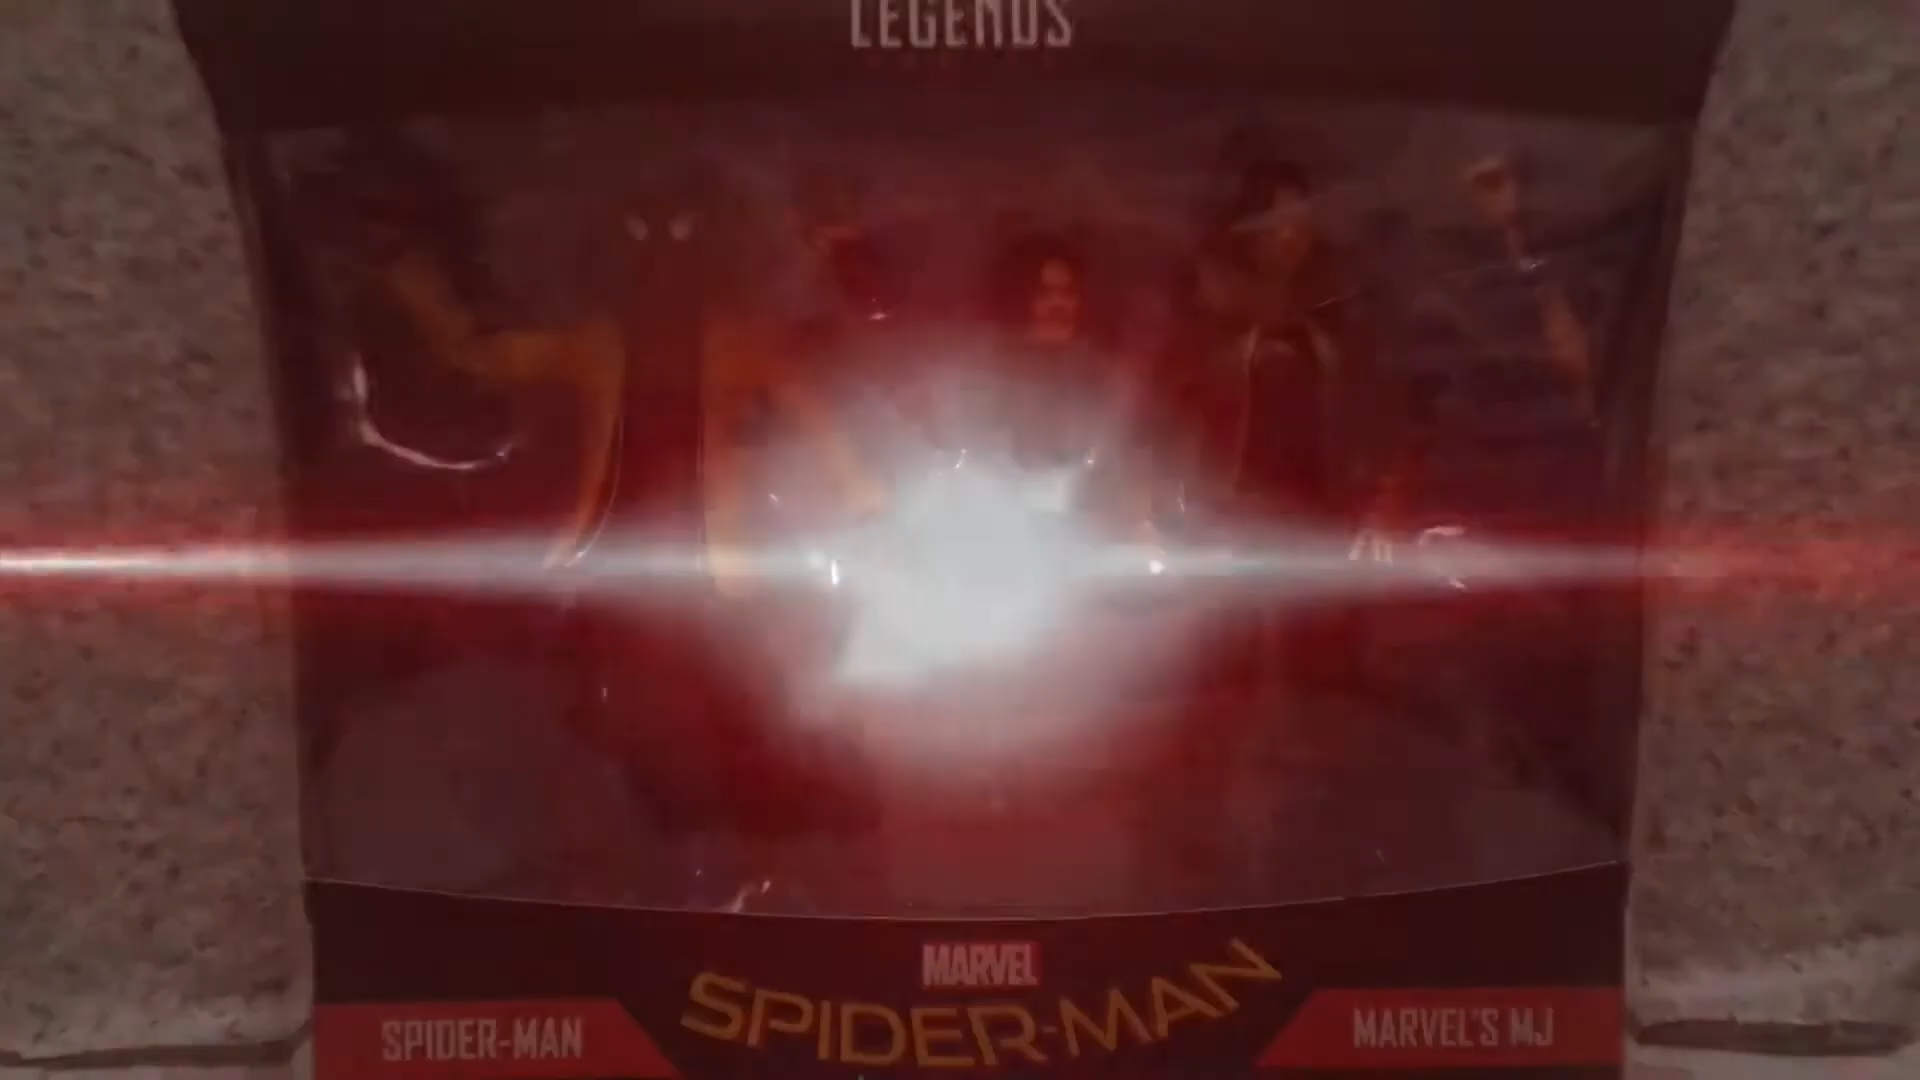 LEGENDS
MARVEL
SPIDER-MAN
SPIDER-MAN
MARVEL'S MJ